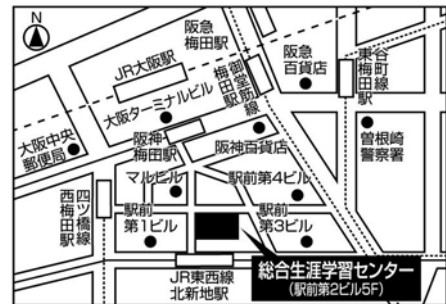 N
阪急
梅田駅
JR大阪駅
阪急
百貨店
谷町線
東梅田駅
御堂筋線
梅田駅
大阪ターミナルビル
大阪中央
郵便局
阪神
梅田駅
阪神百貨店
曽根崎
警察署
四ツ橋線
西梅田駅
マルビル
駅前第4ビル
駅前
第1ビル
駅前
第3ビル
JR東西線
北新地駅
総合生涯学習センター
(駅前第2ビル5F)